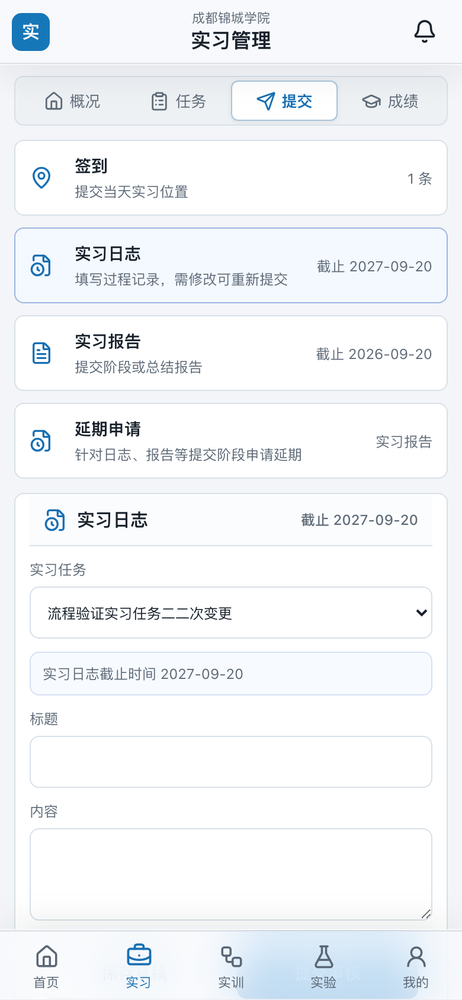 实
成都锦城学院
实习管理
概况
任务
提交
成绩
签到
提交当天实习位置
1 条
实习日志
填写过程记录，需修改可重新提交
截止 2027-09-20
实习报告
提交阶段或总结报告
截止 2026-09-20
延期申请
针对日志、报告等提交阶段申请延期
实习报告
实习日志
截止 2027-09-20
实习任务
流程验证实习任务二二次变更
实习日志截止时间 2027-09-20
标题
内容
首页
实习
实训
实验
我的